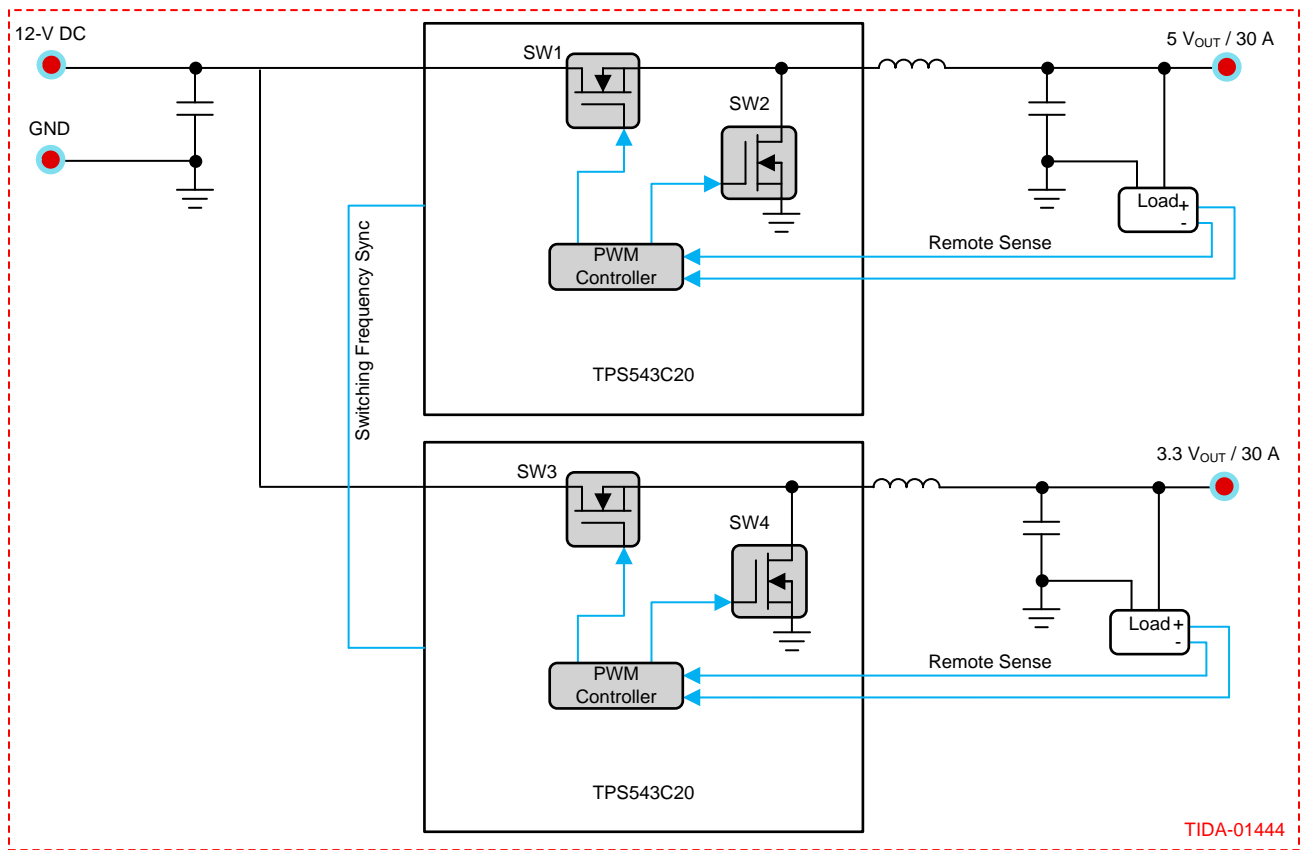 12-V DC
GND
SW1
SW2
5 VOUT / 30 A
Load + -
Remote Sense
PWM
Controller
TPS543C20
Switching Frequency Sync
SW3
SW4
3.3 VOUT / 30 A
Load + -
Remote Sense
PWM
Controller
TPS543C20
TIDA-01444